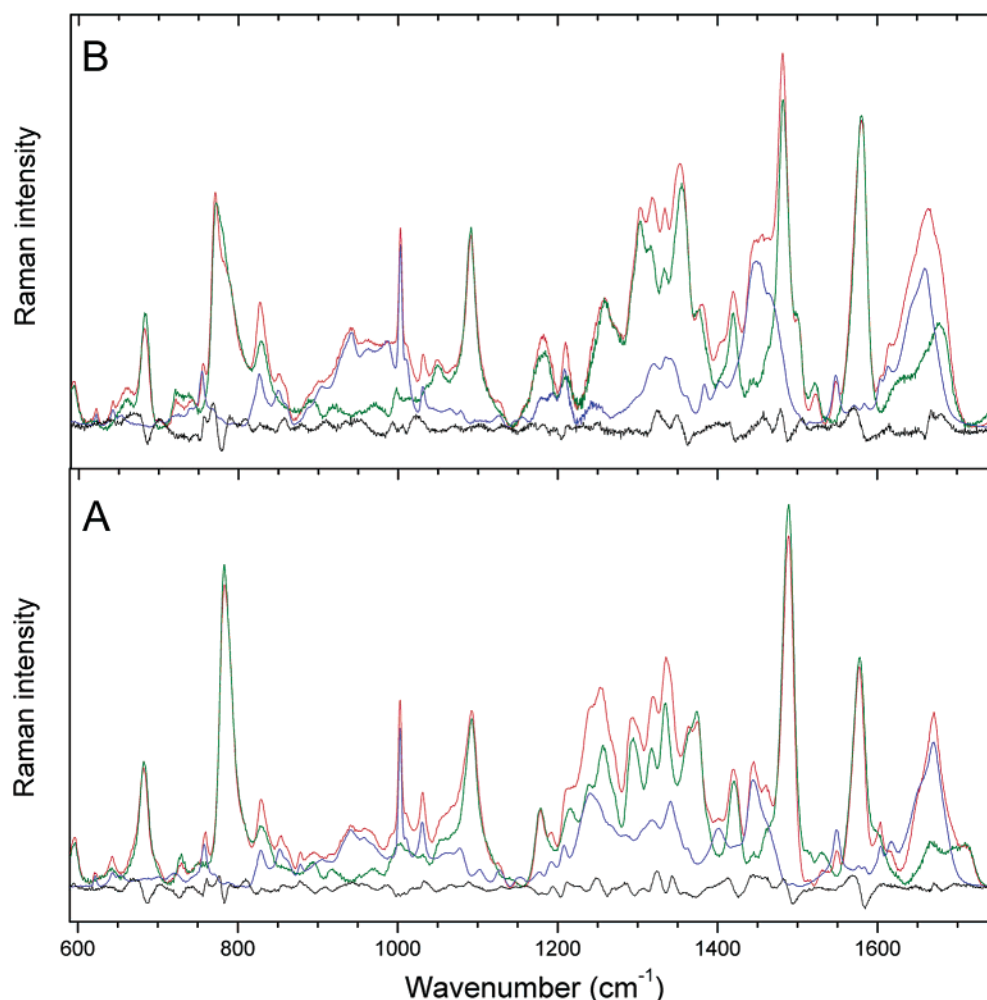 B
Raman intensity
A
Raman intensity
600 800 1000 1200 1400 1600
Wavenumber (cm⁻¹)